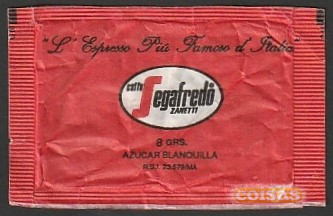 "L' Espresso Più Famoso d' Italia"
caffè
Segafredo
ZANETTI
8 GRS.
AZUCAR BLANQUILLA
R.S.I. 23.579/MA
COISAS